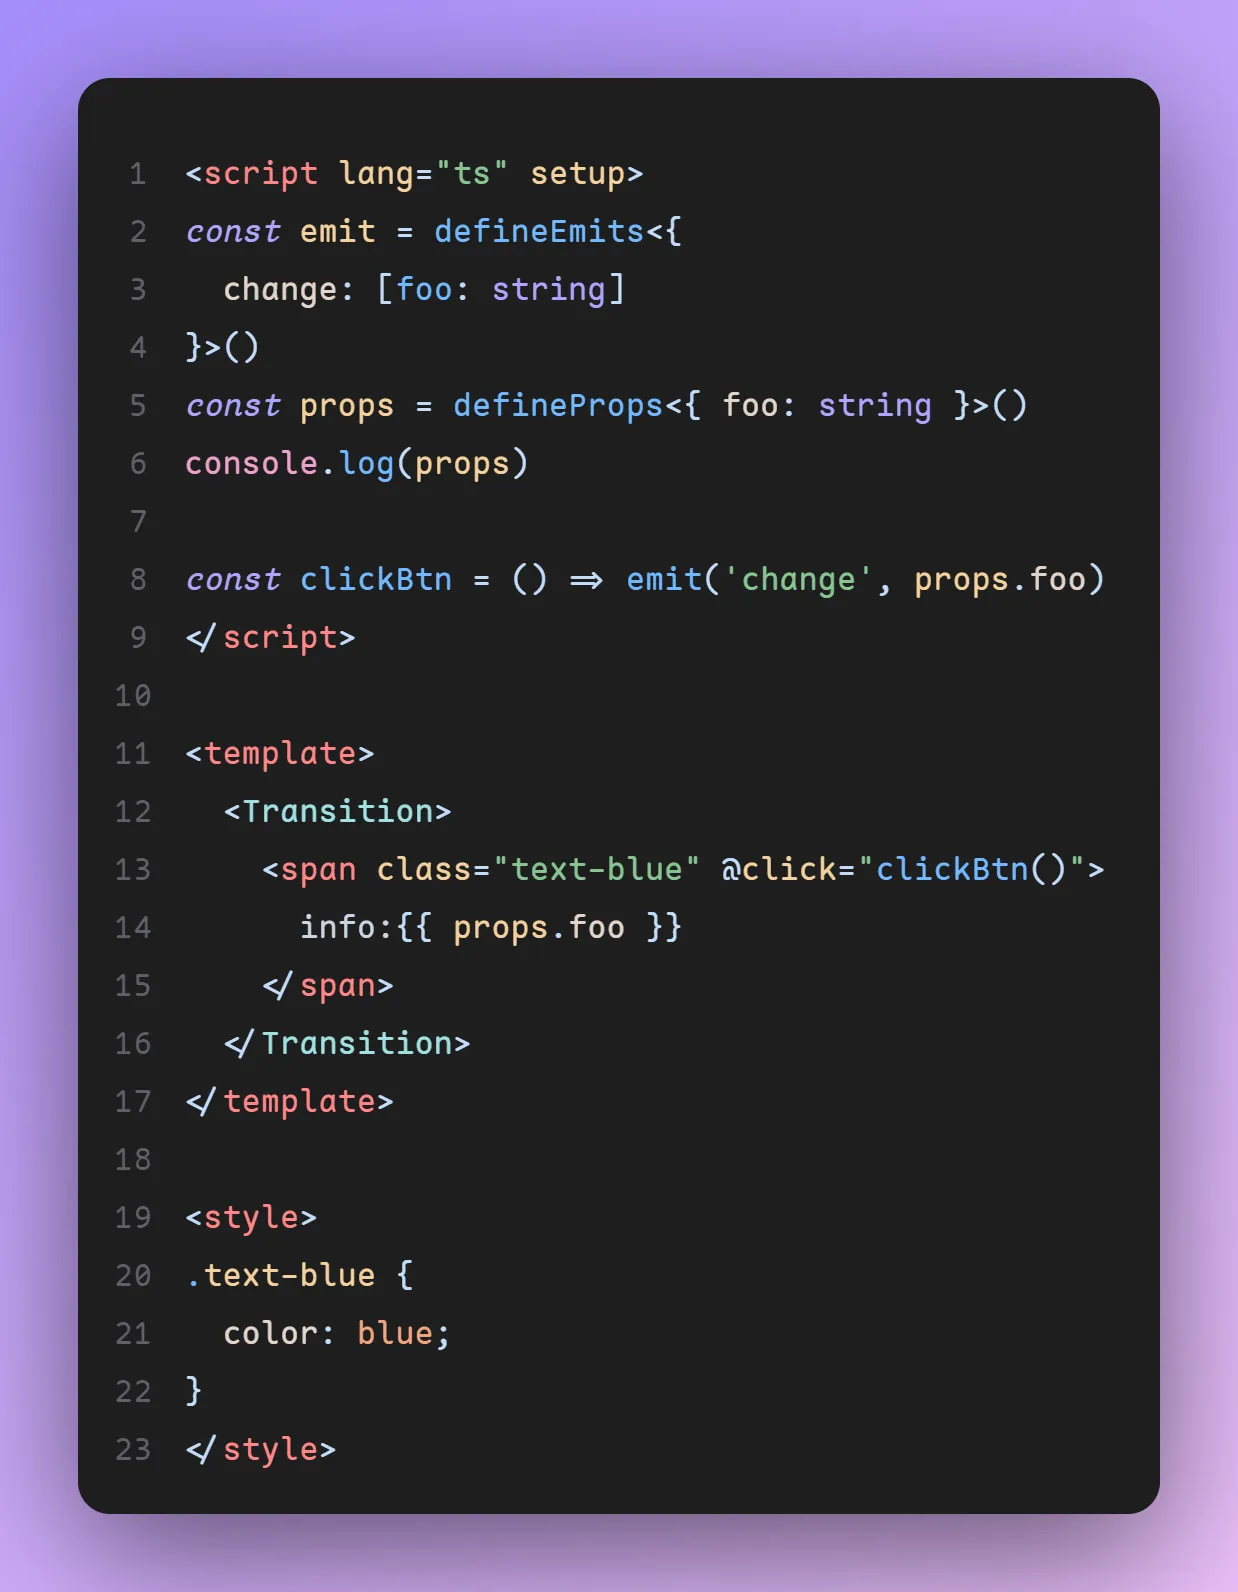 1 <script lang="ts" setup>
2 const emit = defineEmits<{
3   change: [foo: string]
4 }>()
5 const props = defineProps<{ foo: string }>()
6 console.log(props)
7
8 const clickBtn = () => emit('change', props.foo)
9 </script>
10
11 <template>
12   <Transition>
13     <span class="text-blue" @click="clickBtn()">
14       info:{{ props.foo }}
15     </span>
16   </Transition>
17 </template>
18
19 <style>
20 .text-blue {
21   color: blue;
22 }
23 </style>